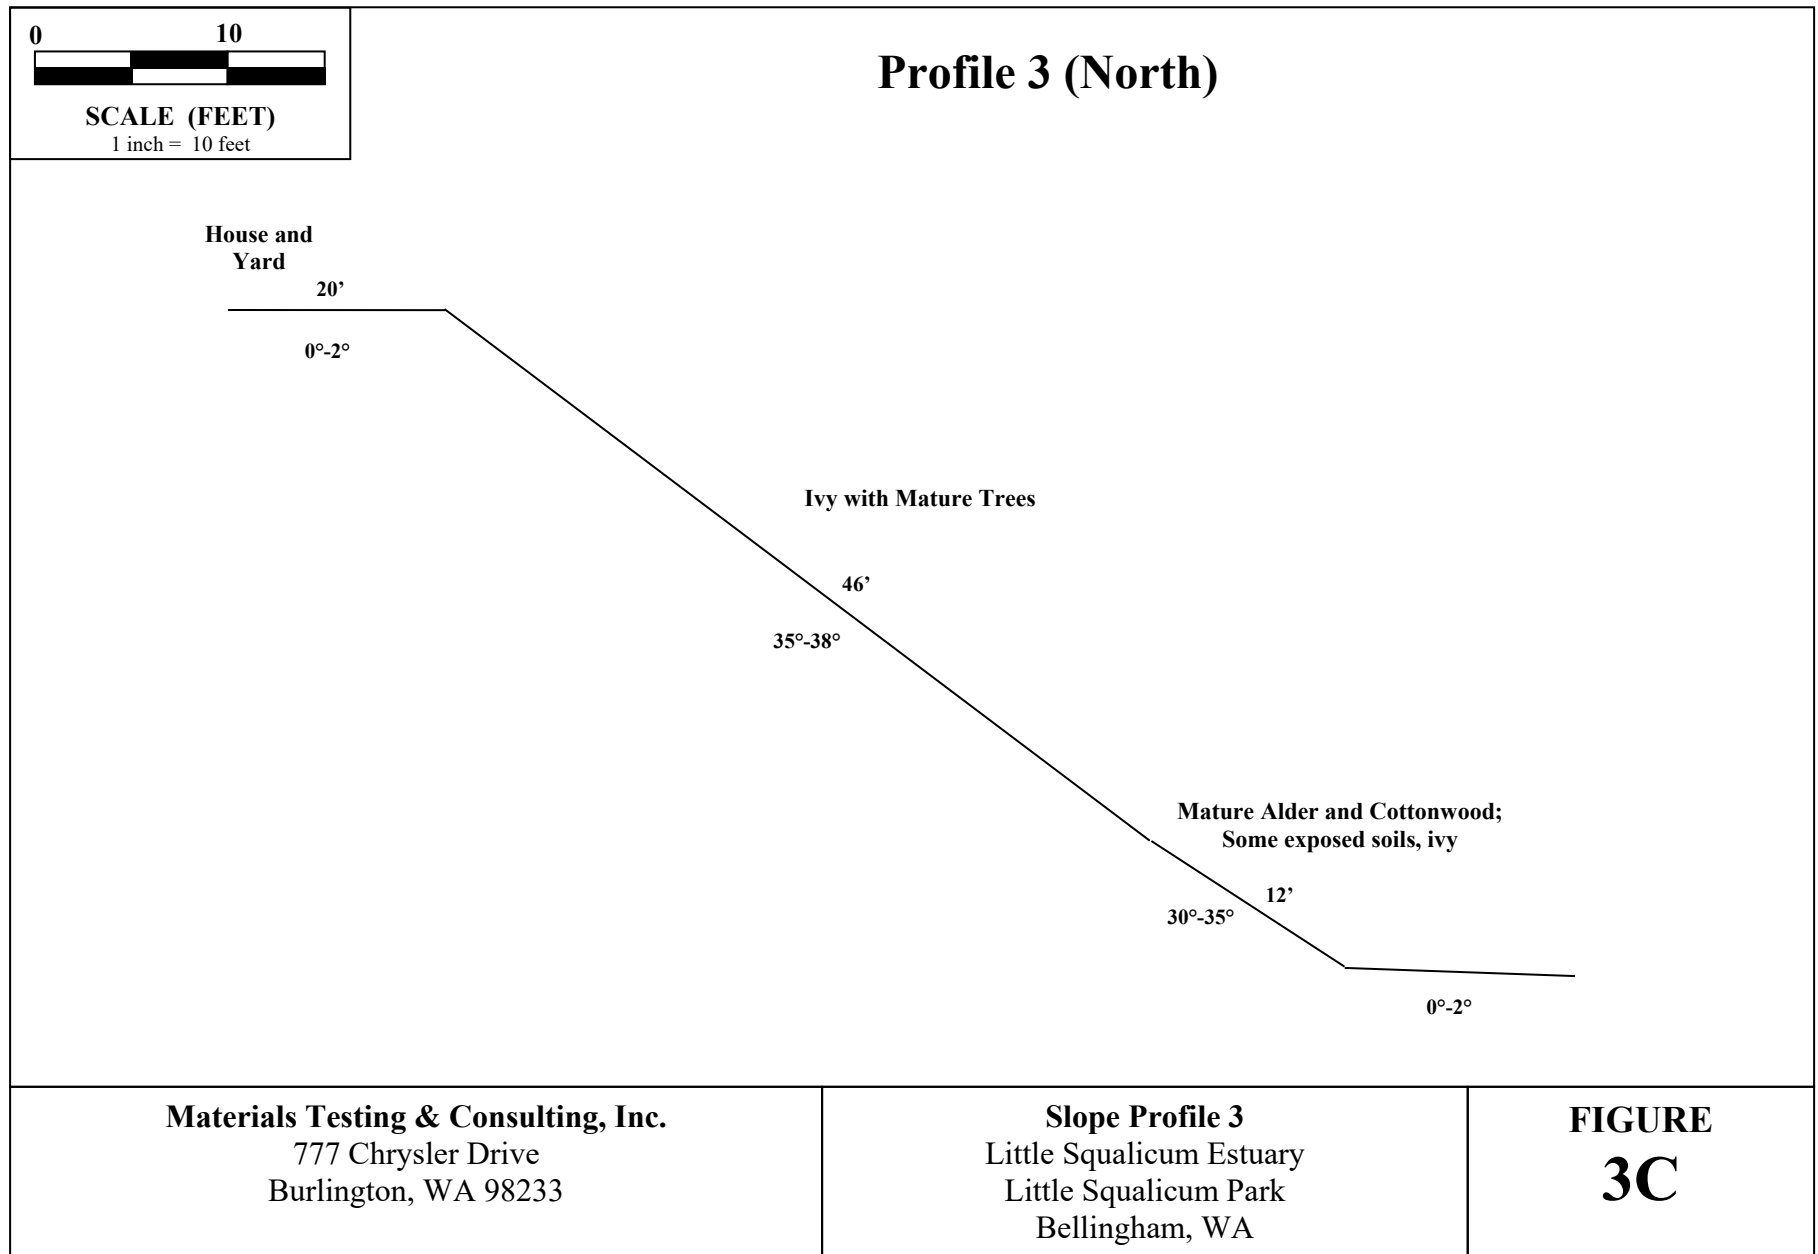 0 10
SCALE (FEET)
1 inch = 10 feet
Profile 3 (North)
House and
Yard
20’
0°-2°
Ivy with Mature Trees
46’
35°-38°
Mature Alder and Cottonwood;
Some exposed soils, ivy
12’
30°-35°
0°-2°
Materials Testing & Consulting, Inc.
777 Chrysler Drive
Burlington, WA 98233
Slope Profile 3
Little Squalicum Estuary
Little Squalicum Park
Bellingham, WA
FIGURE
3C